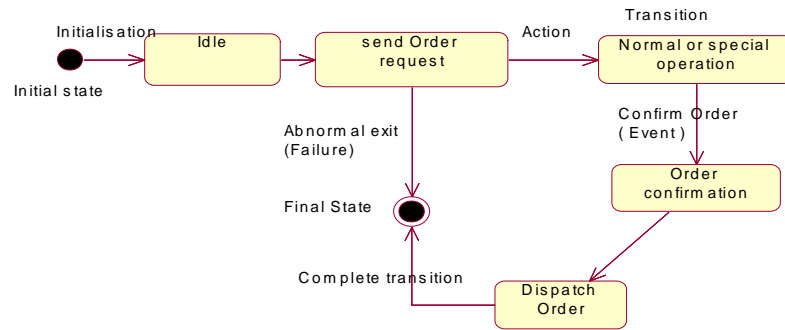 Transition
Initialisation
Idle
send Order
request
Action
Normal or special
operation
Initial state
Confirm Order
( Event )
Abnormal exit
(Failure)
Order
confirmation
Final State
Complete transition
Dispatch
Order